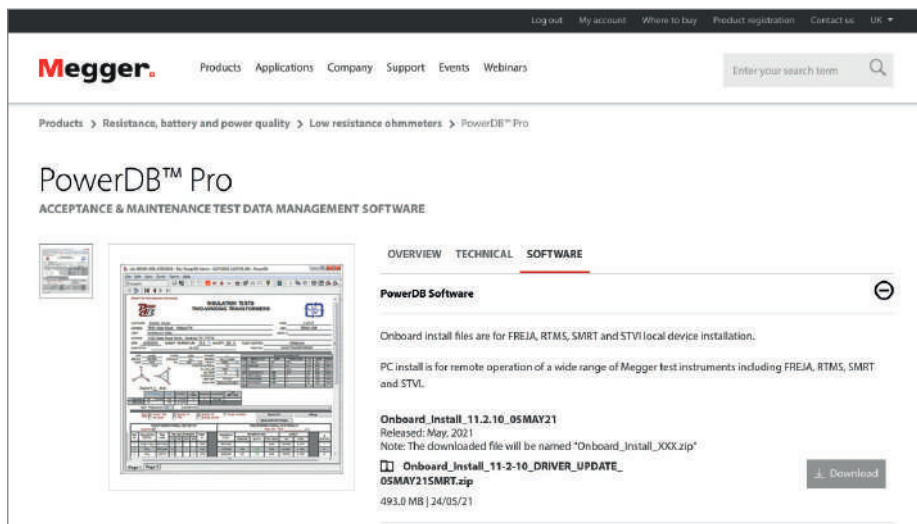 Log out My account Where to buy Product registration Contact us UK
Megger.
Products Applications Company Support Events Webinars
Enter your search term
Products > Resistance, battery and power quality > Low resistance ohmmeters > PowerDB™ Pro
PowerDB™ Pro
ACCEPTANCE & MAINTENANCE TEST DATA MANAGEMENT SOFTWARE
OVERVIEW TECHNICAL SOFTWARE
PowerDB Software
INSULATION TESTS
TWO-WINDING TRANSFORMERS
Page 1 Page 2
Onboard install files are for FREJA, RTMS, SMRT and STVI local device installation.
PC install is for remote operation of a wide range of Megger test instruments including FREJA, RTMS, SMRT
and STVI.
Onboard_Install_11.2.10_05MAY21
Released: May, 2021
Note: The downloaded file will be named "Onboard_Install_XXX.zip"
Onboard_Install_11-2-10_DRIVER_UPDATE_
05MAY21SMRT.zip
Download
493.0 MB | 24/05/21